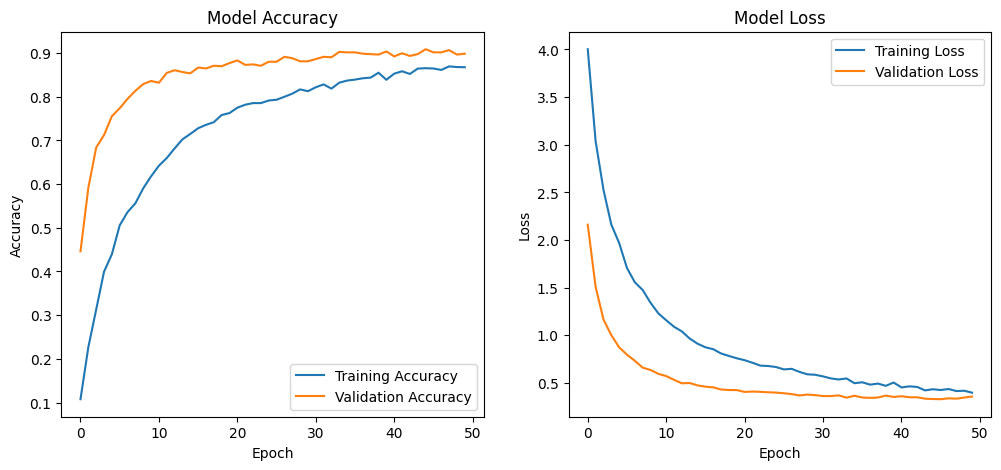 Model Accuracy
Accuracy
0.9
0.8
0.7
0.6
0.5
0.4
0.3
0.2
0.1
0
10
20
30
40
50
Epoch
Training Accuracy
Validation Accuracy
Model Loss
Loss
4.0
3.5
3.0
2.5
2.0
1.5
1.0
0.5
0
10
20
30
40
50
Epoch
Training Loss
Validation Loss